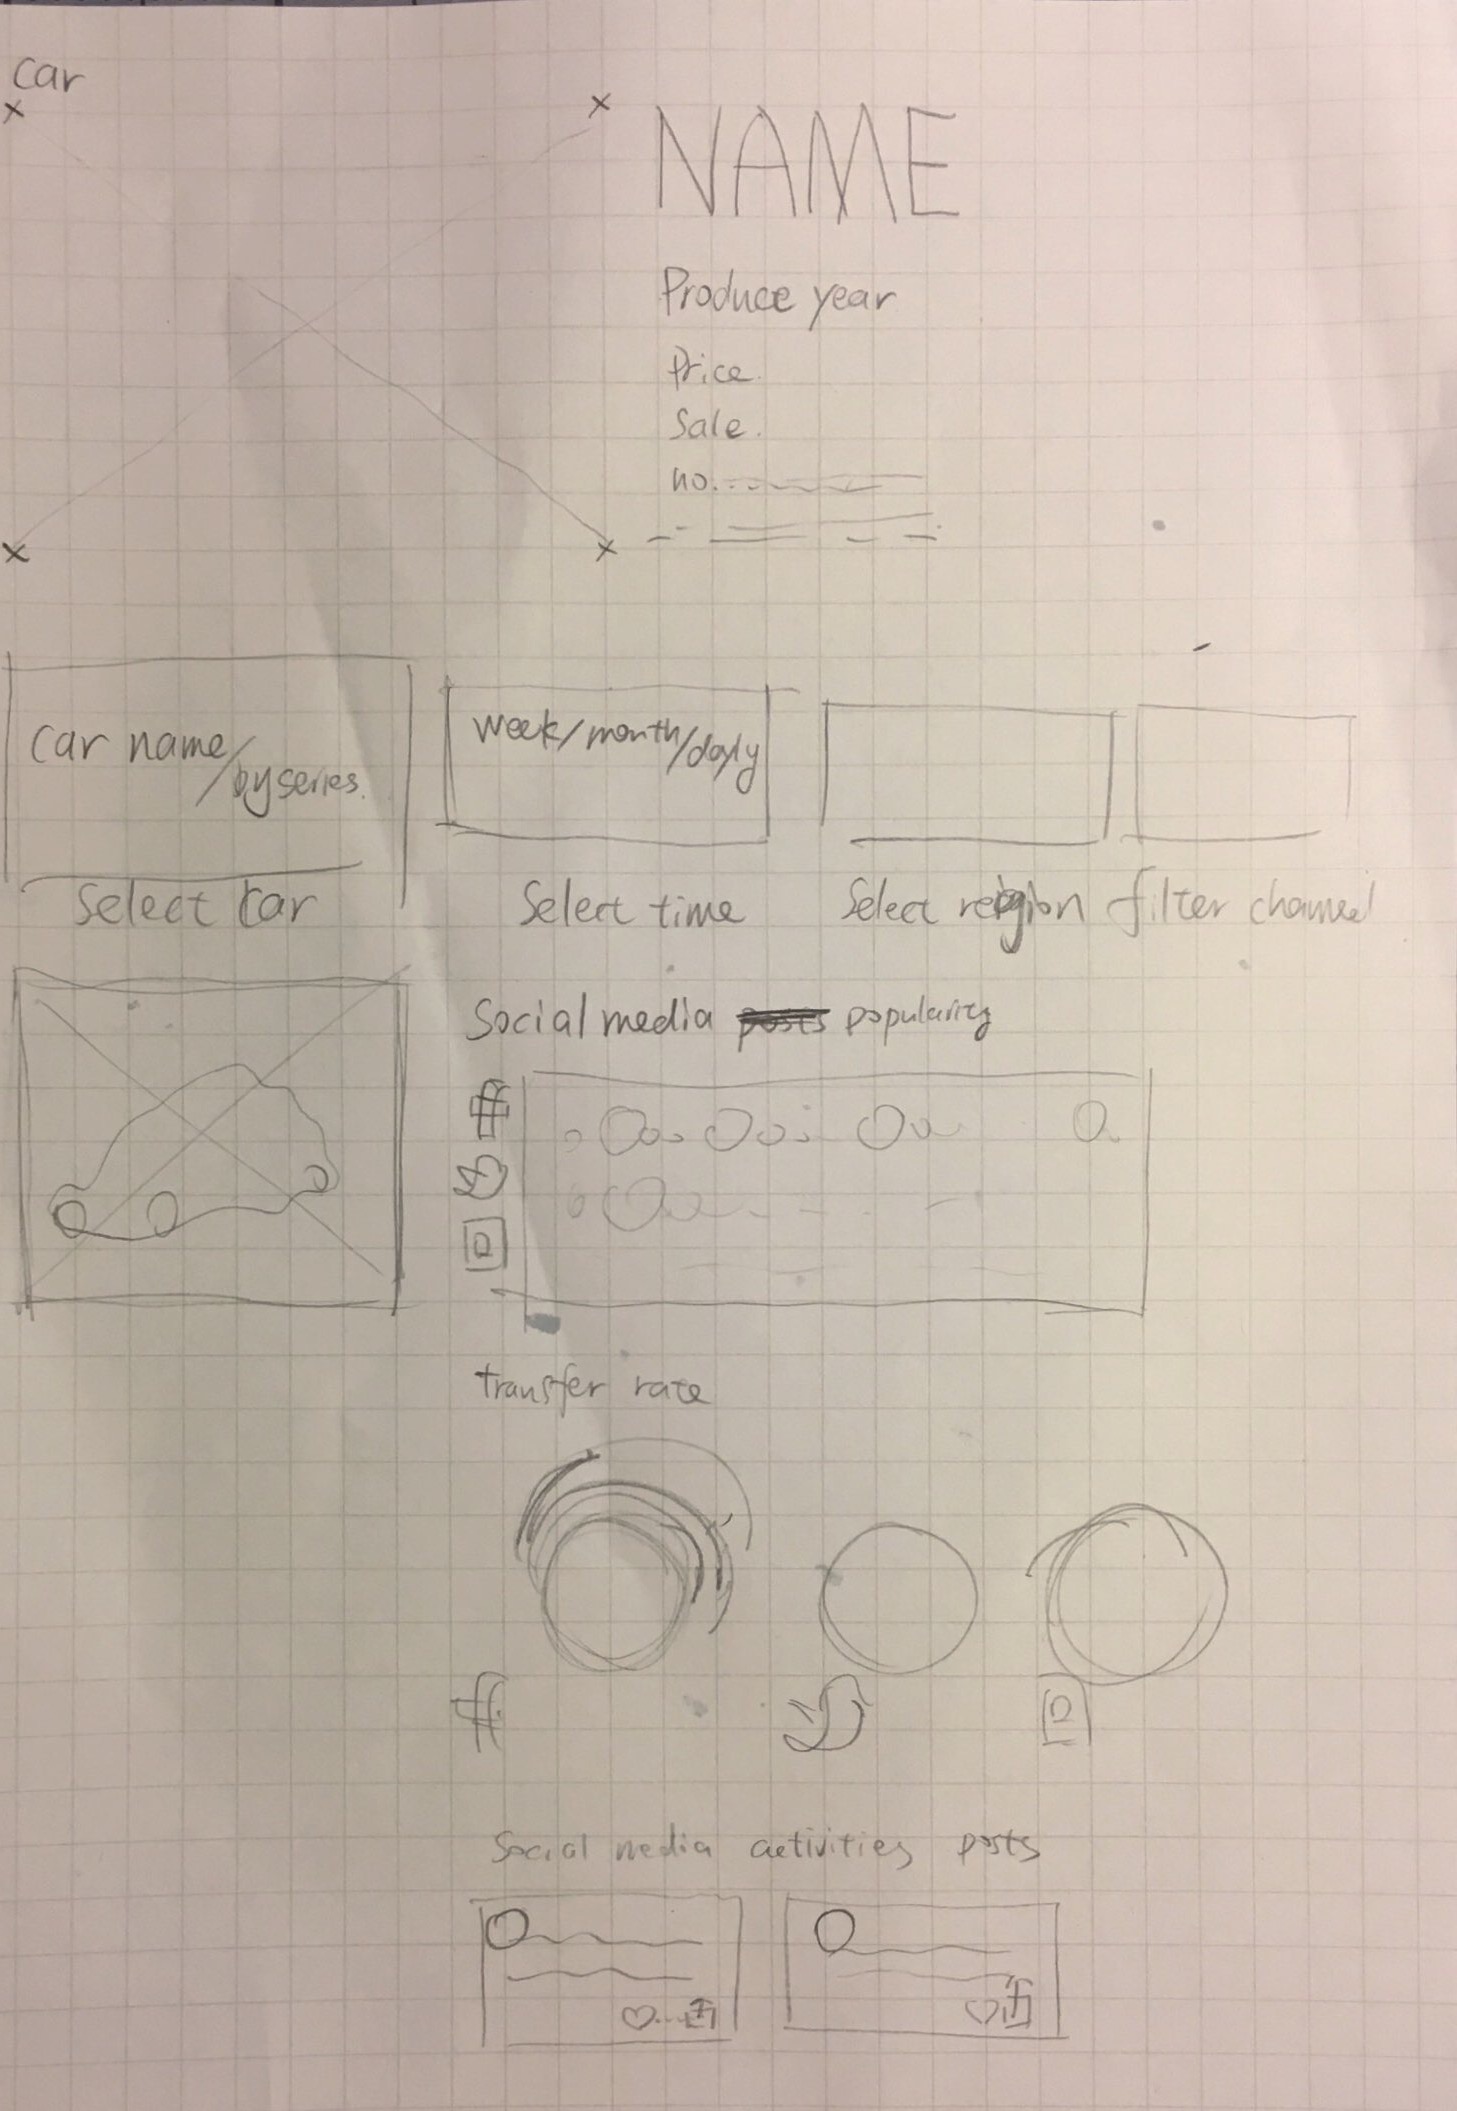 Car
NAME
Produce year
Price.
Sale.
no.
Car name
/by series.
week/month/dayly
Select Car
Select time
Select region
filter channel
Social media posts popularity
transfer rate
Social media activities posts